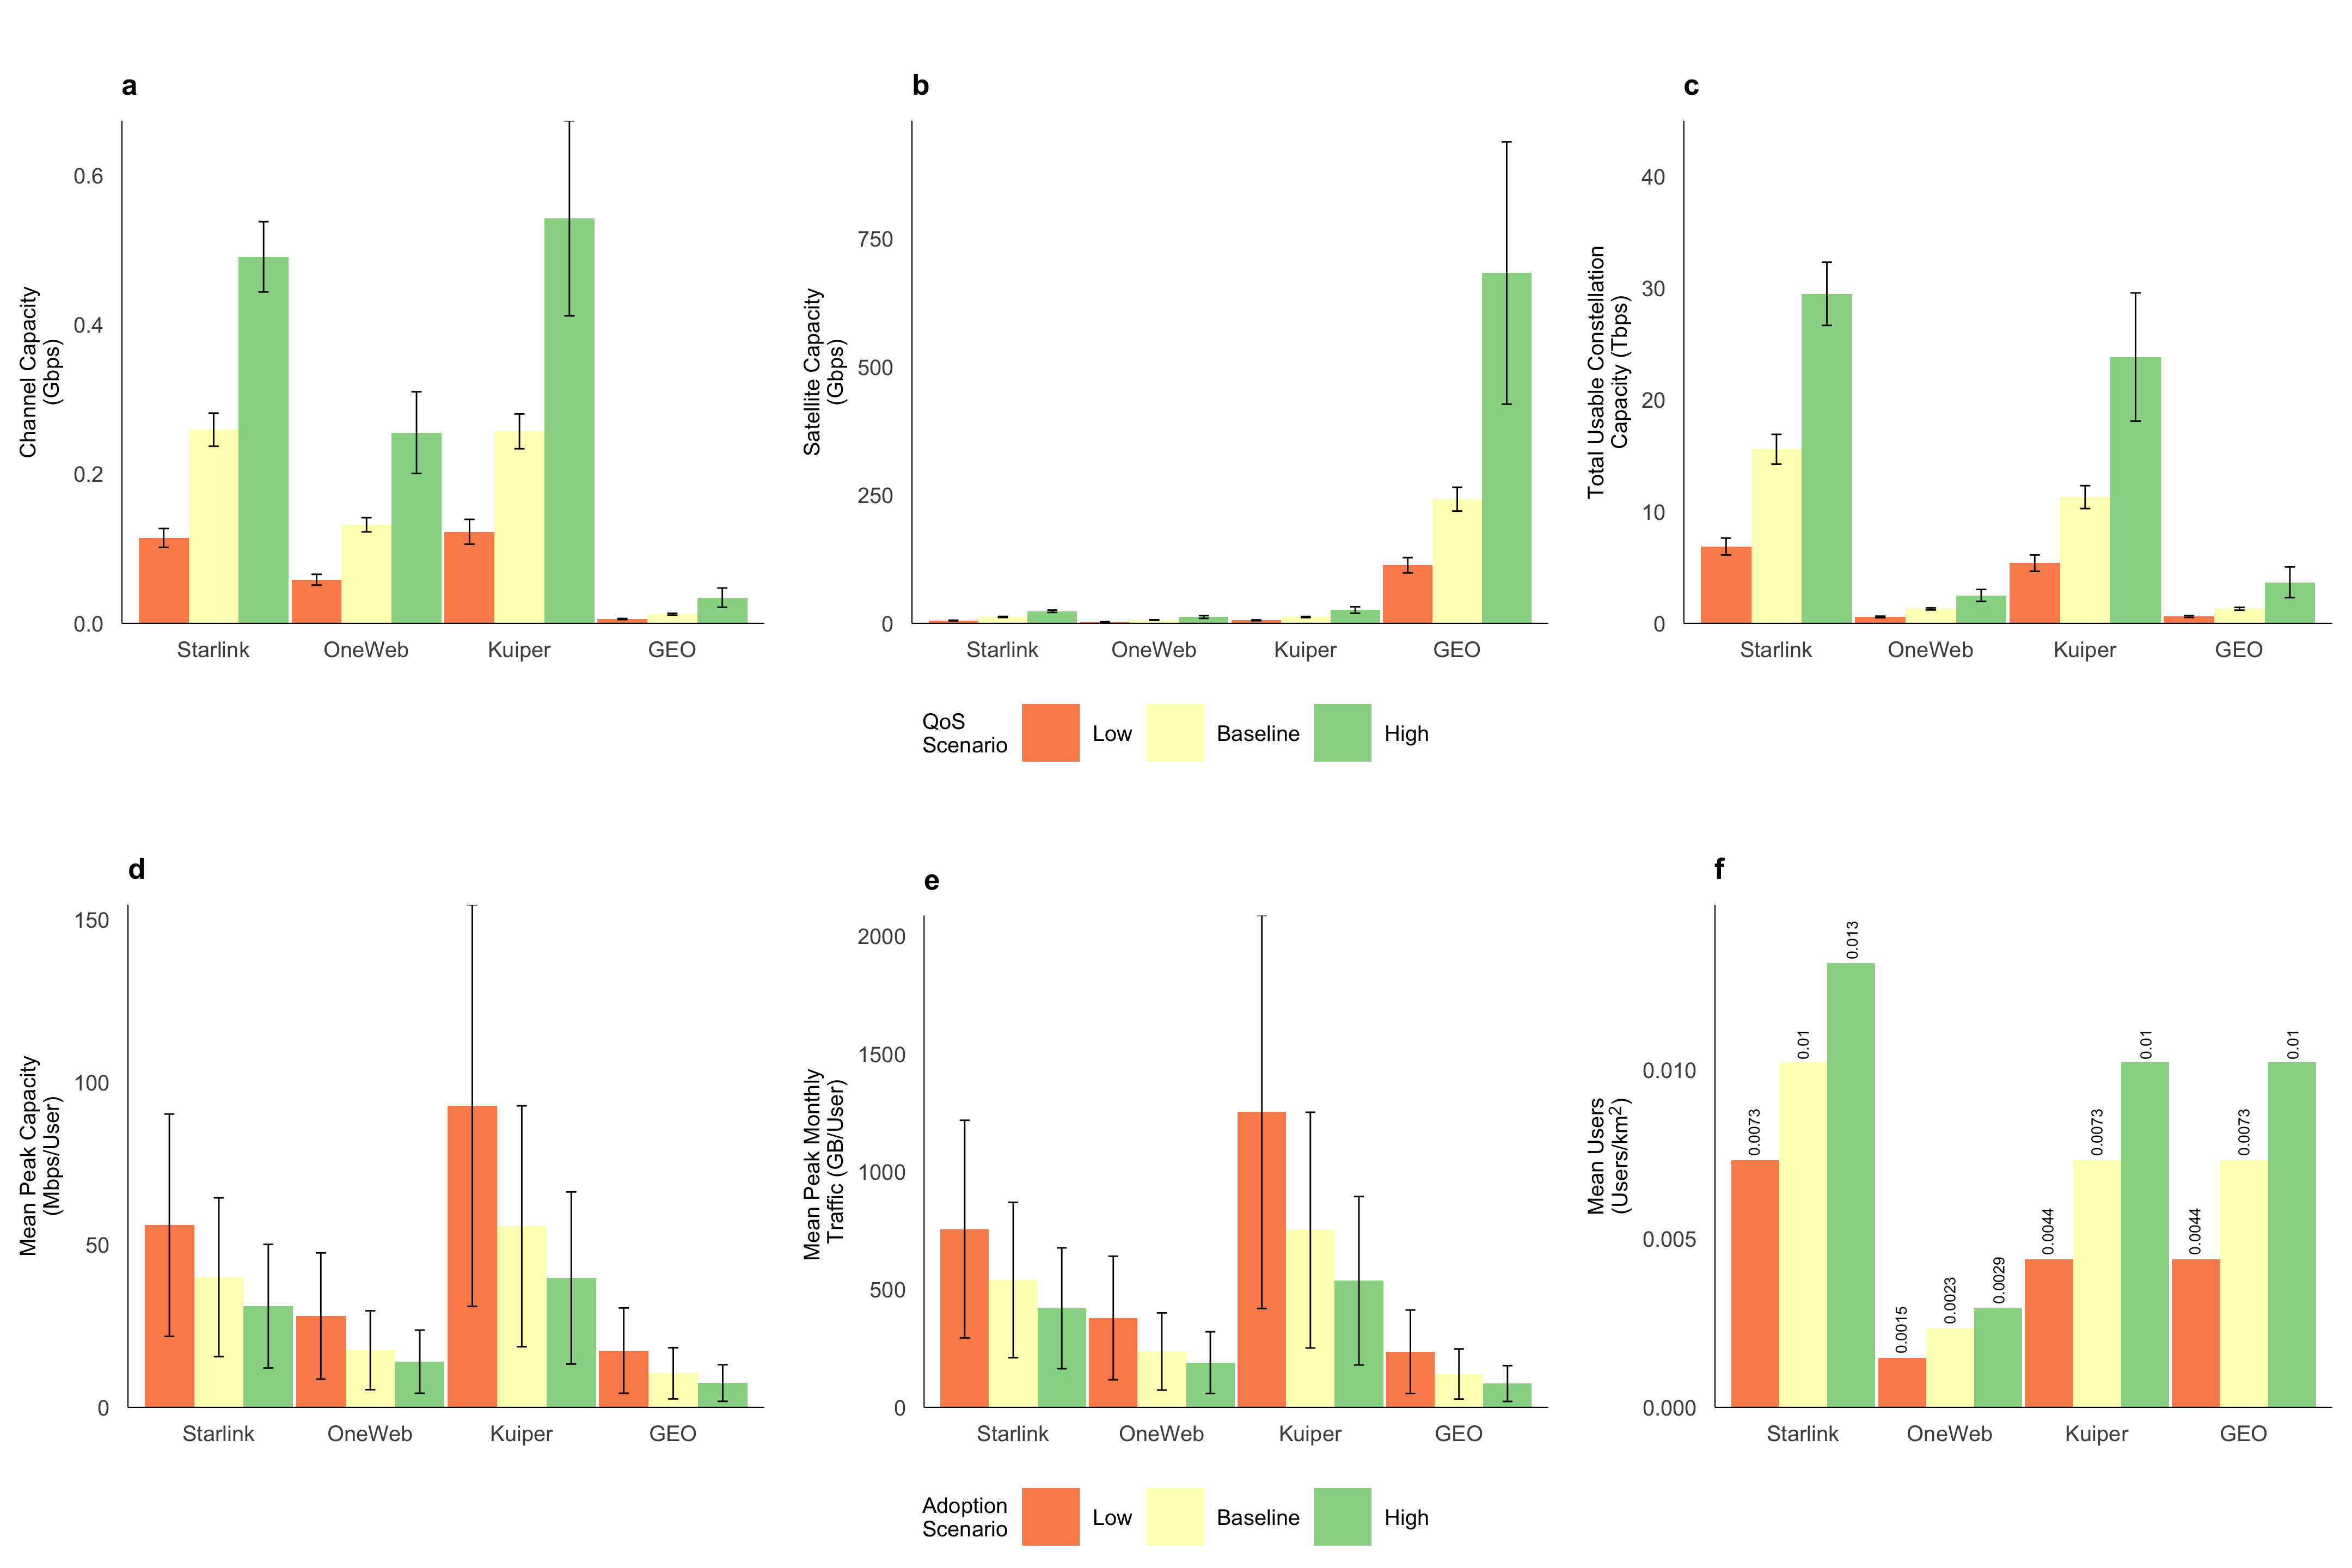 a
0.6
0.4
0.2
0.0
Channel Capacity
(Gbps)
Starlink
OneWeb
Kuiper
GEO
b
750
500
250
0
Satellite Capacity
(Gbps)
Starlink
OneWeb
Kuiper
GEO
c
40
30
20
10
0
Total Usable Constellation
Capacity (Tbps)
Starlink
OneWeb
Kuiper
GEO
QoS
Scenario
Low
Baseline
High
d
150
100
50
0
Mean Peak Capacity
(Mbps/User)
Starlink
OneWeb
Kuiper
GEO
e
2000
1500
1000
500
0
Mean Peak Monthly
Traffic (GB/User)
Starlink
OneWeb
Kuiper
GEO
f
0.010
0.005
0.000
Mean Users
(Users/km²)
0.0073
0.01
0.013
0.0015
0.0023
0.0029
0.0044
0.0073
0.01
0.0044
0.0073
0.01
Starlink
OneWeb
Kuiper
GEO
Adoption
Scenario
Low
Baseline
High